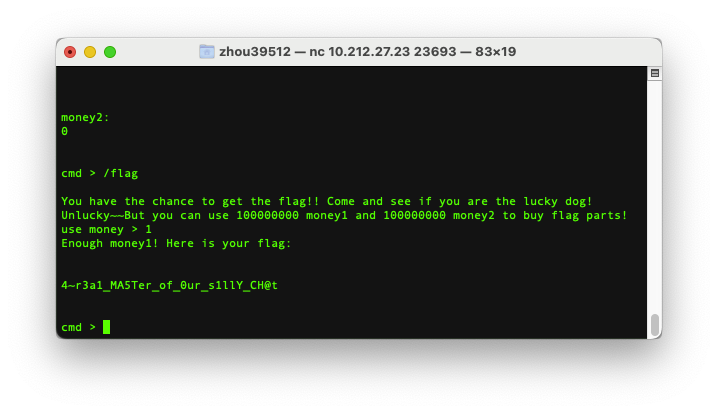 zhou39512 — nc 10.212.27.23 23693 — 83×19
money2:
0
cmd > /flag
You have the chance to get the flag!! Come and see if you are the lucky dog!
Unlucky~~But you can use 100000000 money1 and 100000000 money2 to buy flag parts!
use money > 1
Enough money1! Here is your flag:
4~r3a1_MA5Ter_of_0ur_s1llY_CH@t
cmd >